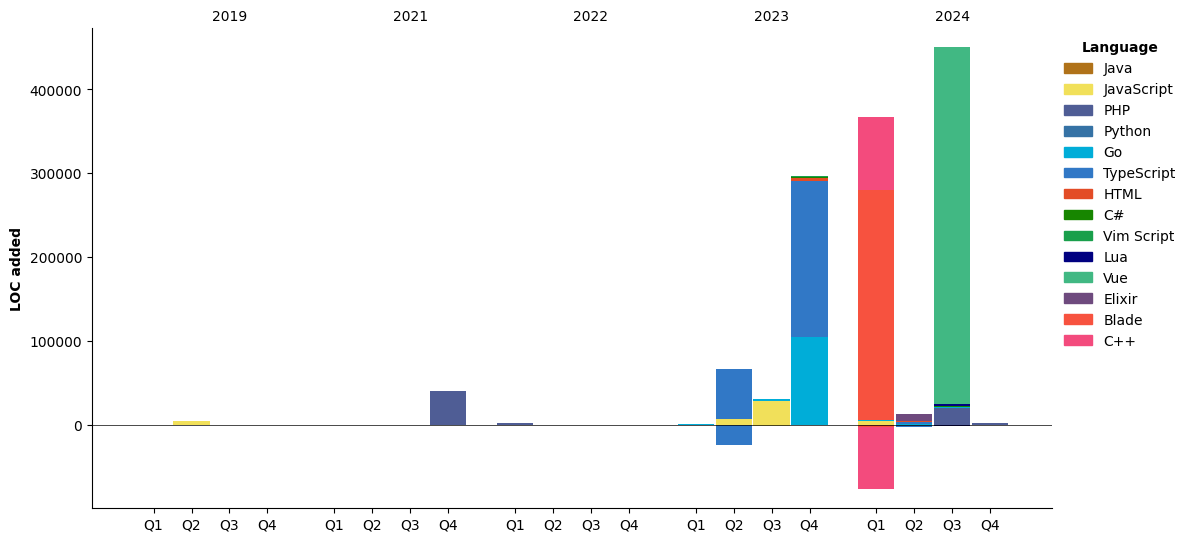 2019 2021 2022 2023 2024
LOC added
400000
300000
200000
100000
0
Q1 Q2 Q3 Q4 Q1 Q2 Q3 Q4 Q1 Q2 Q3 Q4 Q1 Q2 Q3 Q4 Q1 Q2 Q3 Q4
Language
Java
JavaScript
PHP
Python
Go
TypeScript
HTML
C#
Vim Script
Lua
Vue
Elixir
Blade
C++